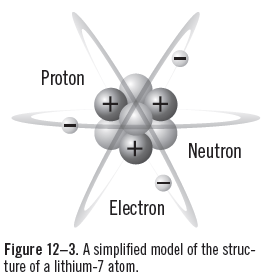 Proton
Neutron
Electron
Figure 12–3. A simplified model of the struc-
ture of a lithium-7 atom.